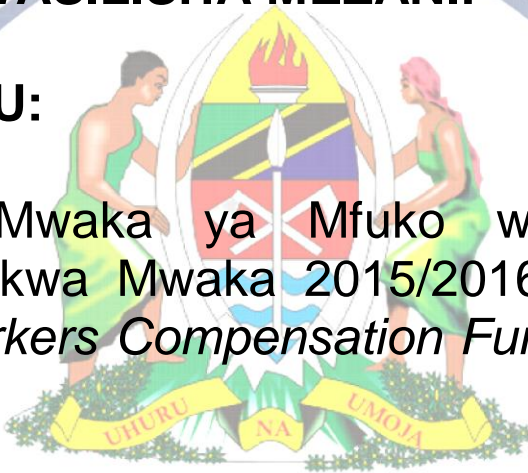 U:
Mwaka ya Mfuko w
kwa Mwaka 2015/2016
rkers Compensation Fun
UHURU NA UMOJA